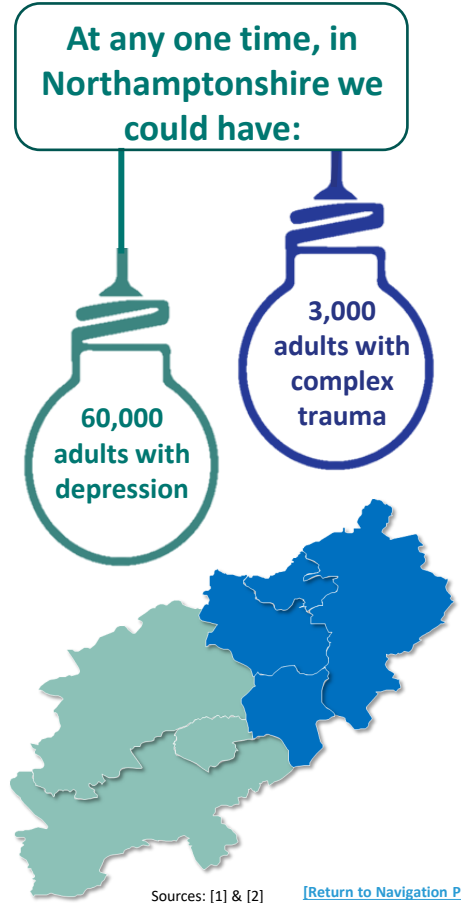 At any one time, in
Northamptonshire we
could have:
3,000
adults with
complex
trauma
60,000
adults with
depression
Sources: [1] & [2]
[Return to Navigation P